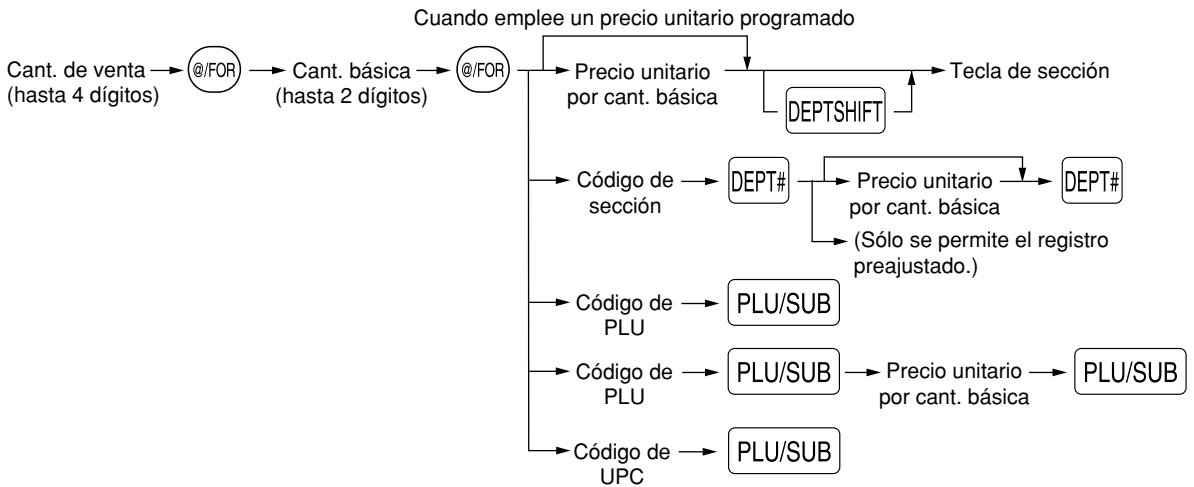 Cuando emplee un precio unitario programado
Cant. de venta @/FOR Cant. básica @/FOR Precio unitario Tecla de sección
(hasta 4 dígitos) (hasta 2 dígitos) por cant. básica
DEPTSHIFT
Código de DEPT# Precio unitario DEPT#
sección por cant. básica
(Sólo se permite el registro
preajustado.)
Código de PLU/SUB
PLU
Código de PLU/SUB Precio unitario PLU/SUB
PLU por cant. básica
Código de PLU/SUB
UPC